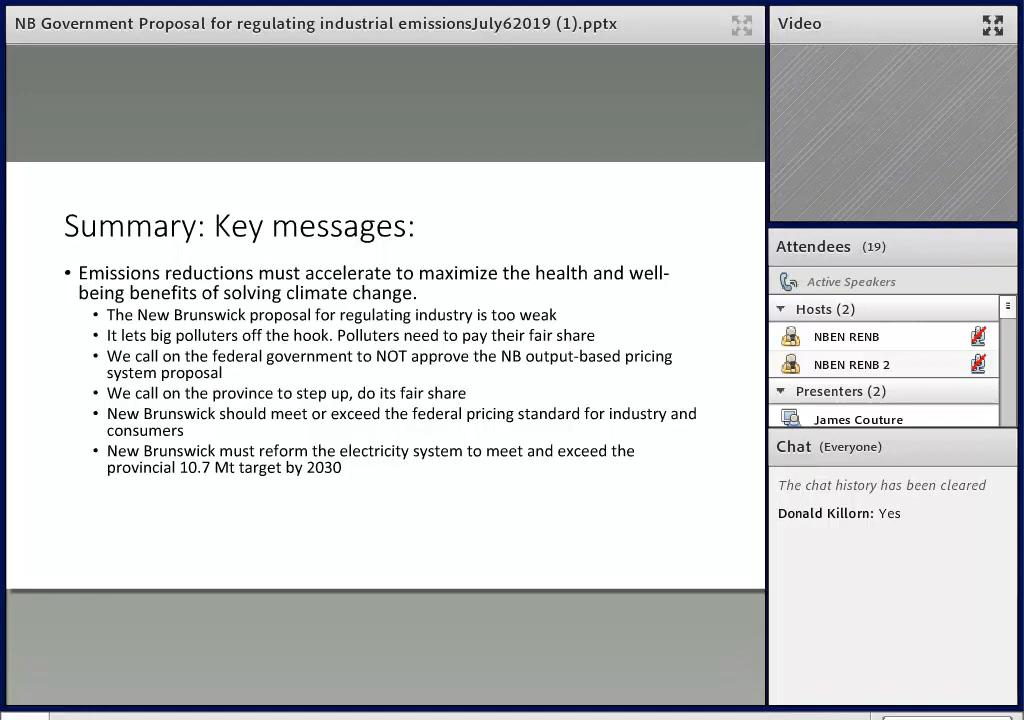 NB Government Proposal for regulating industrial emissionsJuly62019 (1).pptx
Summary: Key messages:
• Emissions reductions must accelerate to maximize the health and well-
being benefits of solving climate change.
• The New Brunswick proposal for regulating industry is too weak
• It lets big polluters off the hook. Polluters need to pay their fair share
• We call on the federal government to NOT approve the NB output-based pricing
system proposal
• We call on the province to step up, do its fair share
• New Brunswick should meet or exceed the federal pricing standard for industry and
consumers
• New Brunswick must reform the electricity system to meet and exceed the
provincial 10.7 Mt target by 2030
Video
Attendees (19)
Active Speakers
Hosts (2)
NBEN RENB
NBEN RENB 2
Presenters (2)
James Couture
Chat (Everyone)
The chat history has been cleared
Donald Killorn: Yes